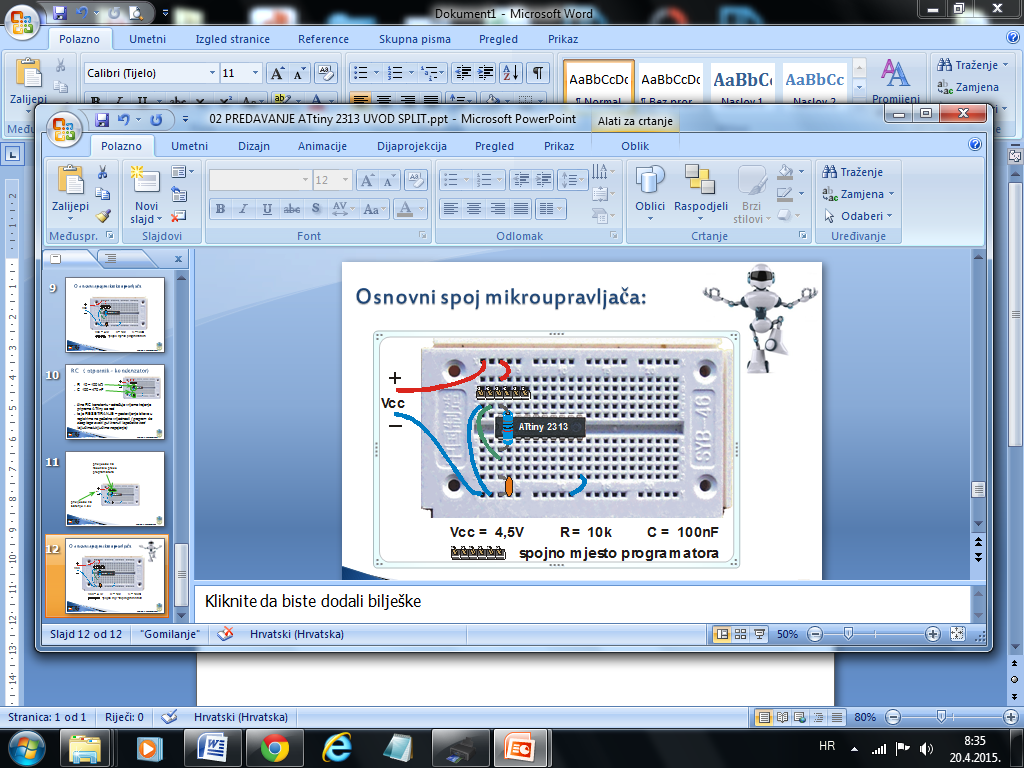 Dokument1 - Microsoft Word
Polazno Umetni Izgled stranice Reference Skupna pisma Pregled Prikaz
Calibri (Tijelo) 11
AaBbCcDc AaBbCcDc AaBbC AaBbCc
Traženje
Zamjena
Zalijepi
¶ Normal
Promijeni
02 PREDAVANJE ATtiny 2313 UVOD SPLIT.ppt - Microsoft PowerPoint
Alati za crtanje
Polazno Umetni Dizajn Animacije Dijaprojekcija Pregled Prikaz Oblik
Zalijepi
Novi slajd
12
Oblici Raspodjeli Brzi stilovi
Traženje
Zamjena
Odaberi
Međuspr. Slajdovi Font Odlomak Crtanje Uređivanje
9
10
11
12
Osnovni spoj mikroupravljača:
+
Vcc
–
ATtiny 2313
SYB-46
Vcc = 4,5V R = 10k C = 100nF
spojno mjesto programatora
Kliknite da biste dodali bilješke
Slajd 12 od 12 "Gomilanje" Hrvatski (Hrvatska) 50%
Stranica: 1 od 1 Riječi: 0 Hrvatski (Hrvatska) 80%
HR
8:35
20.4.2015.